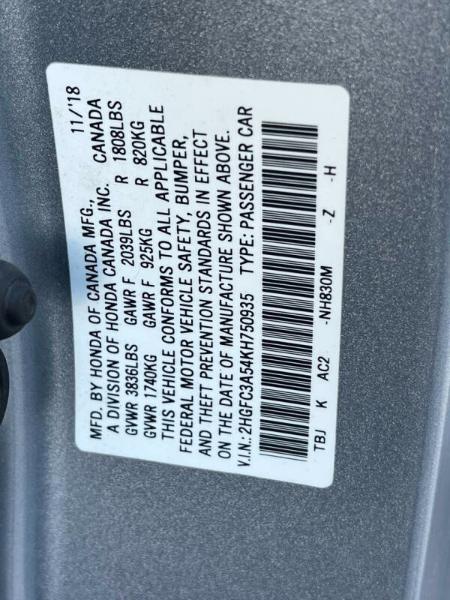 MFD. BY HONDA OF CANADA MFG., 11/'18
A DIVISION OF HONDA CANADA INC. CANADA
GVWR 3836LBS GAWR F 2039LBS R 1808LBS
GVWR 1740KG GAWR F 925KG R 820KG
THIS VEHICLE CONFORMS TO ALL APPLICABLE
FEDERAL MOTOR VEHICLE SAFETY, BUMPER,
AND THEFT PREVENTION STANDARDS IN EFFECT
ON THE DATE OF MANUFACTURE SHOWN ABOVE.
V.I.N.: 2HGFC3A54KH750935 TYPE: PASSENGER CAR
TBJ K AC2 -NH830M -Z -H